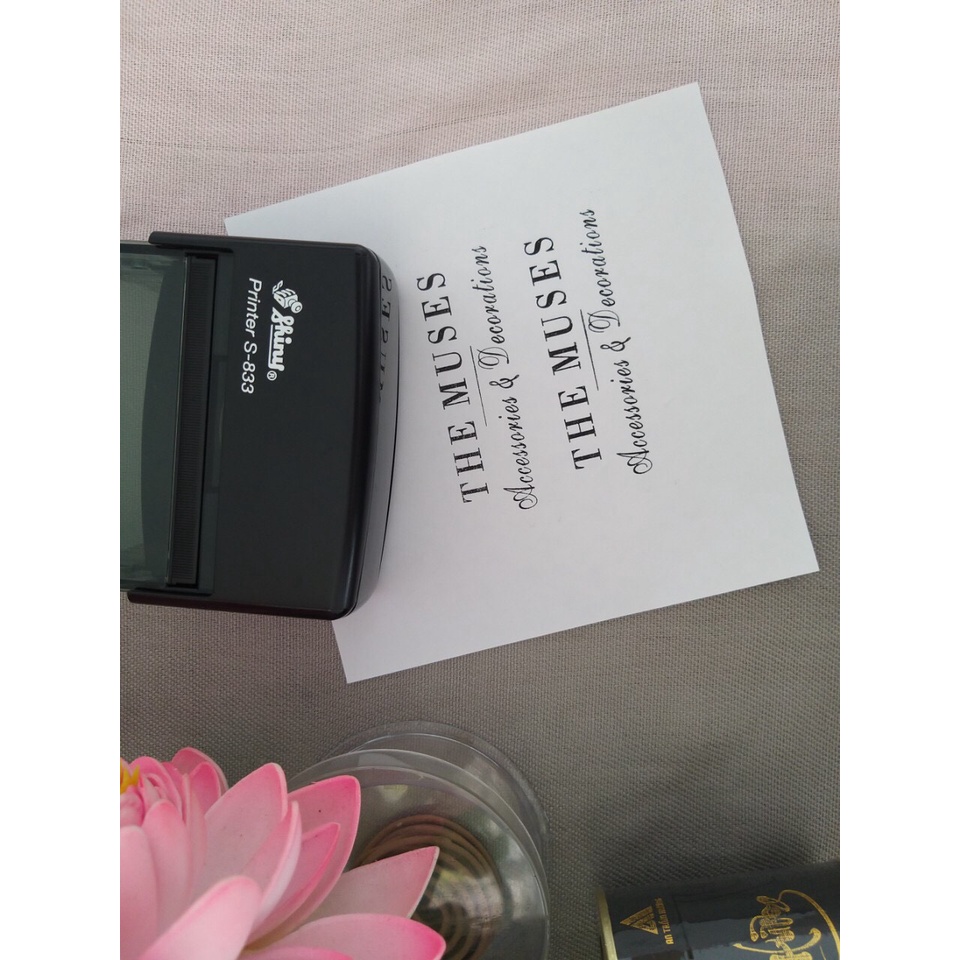 Shiny®
Printer S-833
THE MUSES
Accessories & Decorations
THE MUSES
Accessories & Decorations